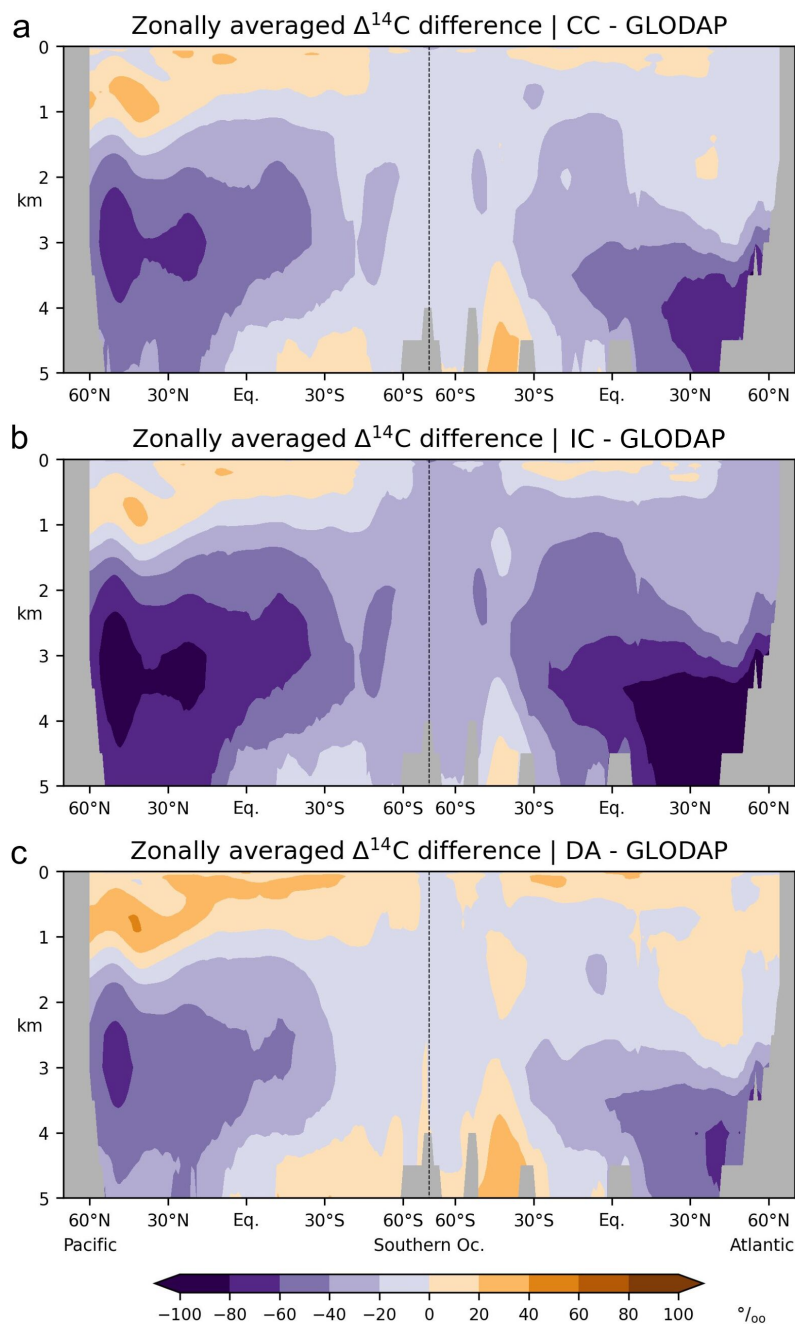 a
Zonally averaged Δ¹⁴C difference | CC - GLODAP
0
1
2
km
3
4
5
60°N 30°N Eq. 30°S 60°S 60°S 30°S Eq. 30°N 60°N
b
Zonally averaged Δ¹⁴C difference | IC - GLODAP
0
1
2
km
3
4
5
60°N 30°N Eq. 30°S 60°S 60°S 30°S Eq. 30°N 60°N
c
Zonally averaged Δ¹⁴C difference | DA - GLODAP
0
1
2
km
3
4
5
60°N 30°N Eq. 30°S 60°S 60°S 30°S Eq. 30°N 60°N
Pacific Southern Oc. Atlantic
−100 −80 −60 −40 −20 0 20 40 60 80 100 °/oo